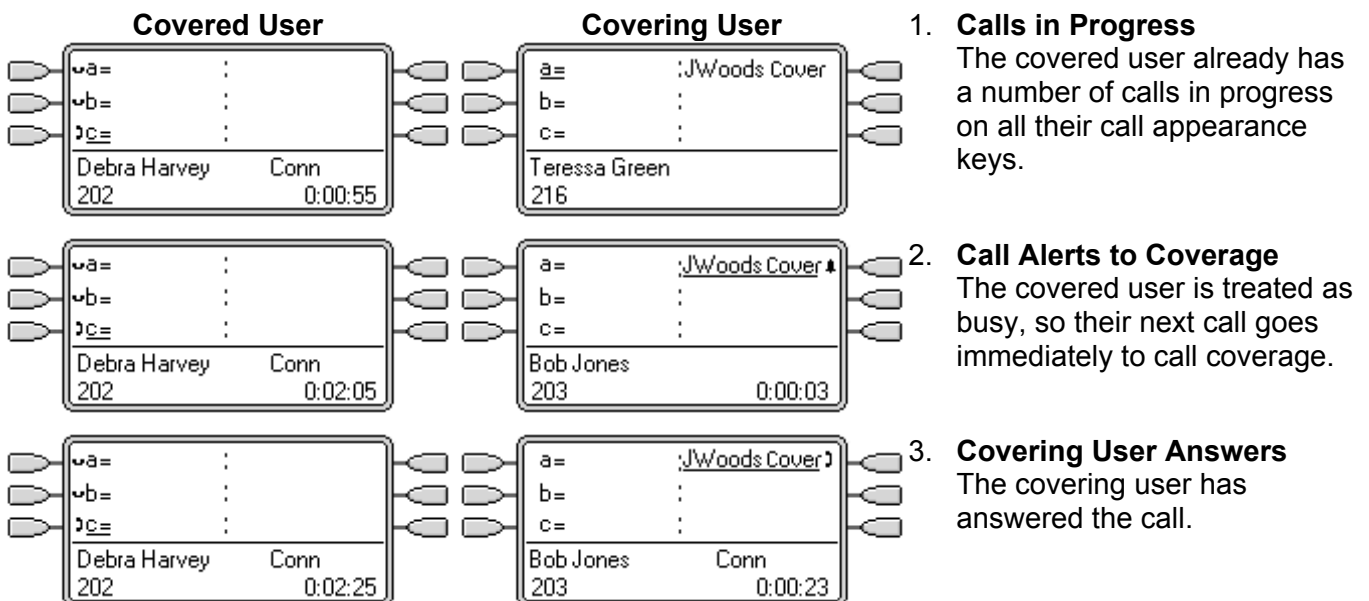 Covered User
Covering User
a= :
b= :
c= :
Debra Harvey Conn
202 0:00:55
a= :JWoods Cover
b= :
c= :
Teressa Green
216
1. Calls in Progress
The covered user already has
a number of calls in progress
on all their call appearance
keys.
a= :
b= :
c= :
Debra Harvey Conn
202 0:02:05
a= :JWoods Cover
b= :
c= :
Bob Jones
203 0:00:03
2. Call Alerts to Coverage
The covered user is treated as
busy, so their next call goes
immediately to call coverage.
a= :
b= :
c= :
Debra Harvey Conn
202 0:02:25
a= :JWoods Cover
b= :
c= :
Bob Jones Conn
203 0:00:23
3. Covering User Answers
The covering user has
answered the call.